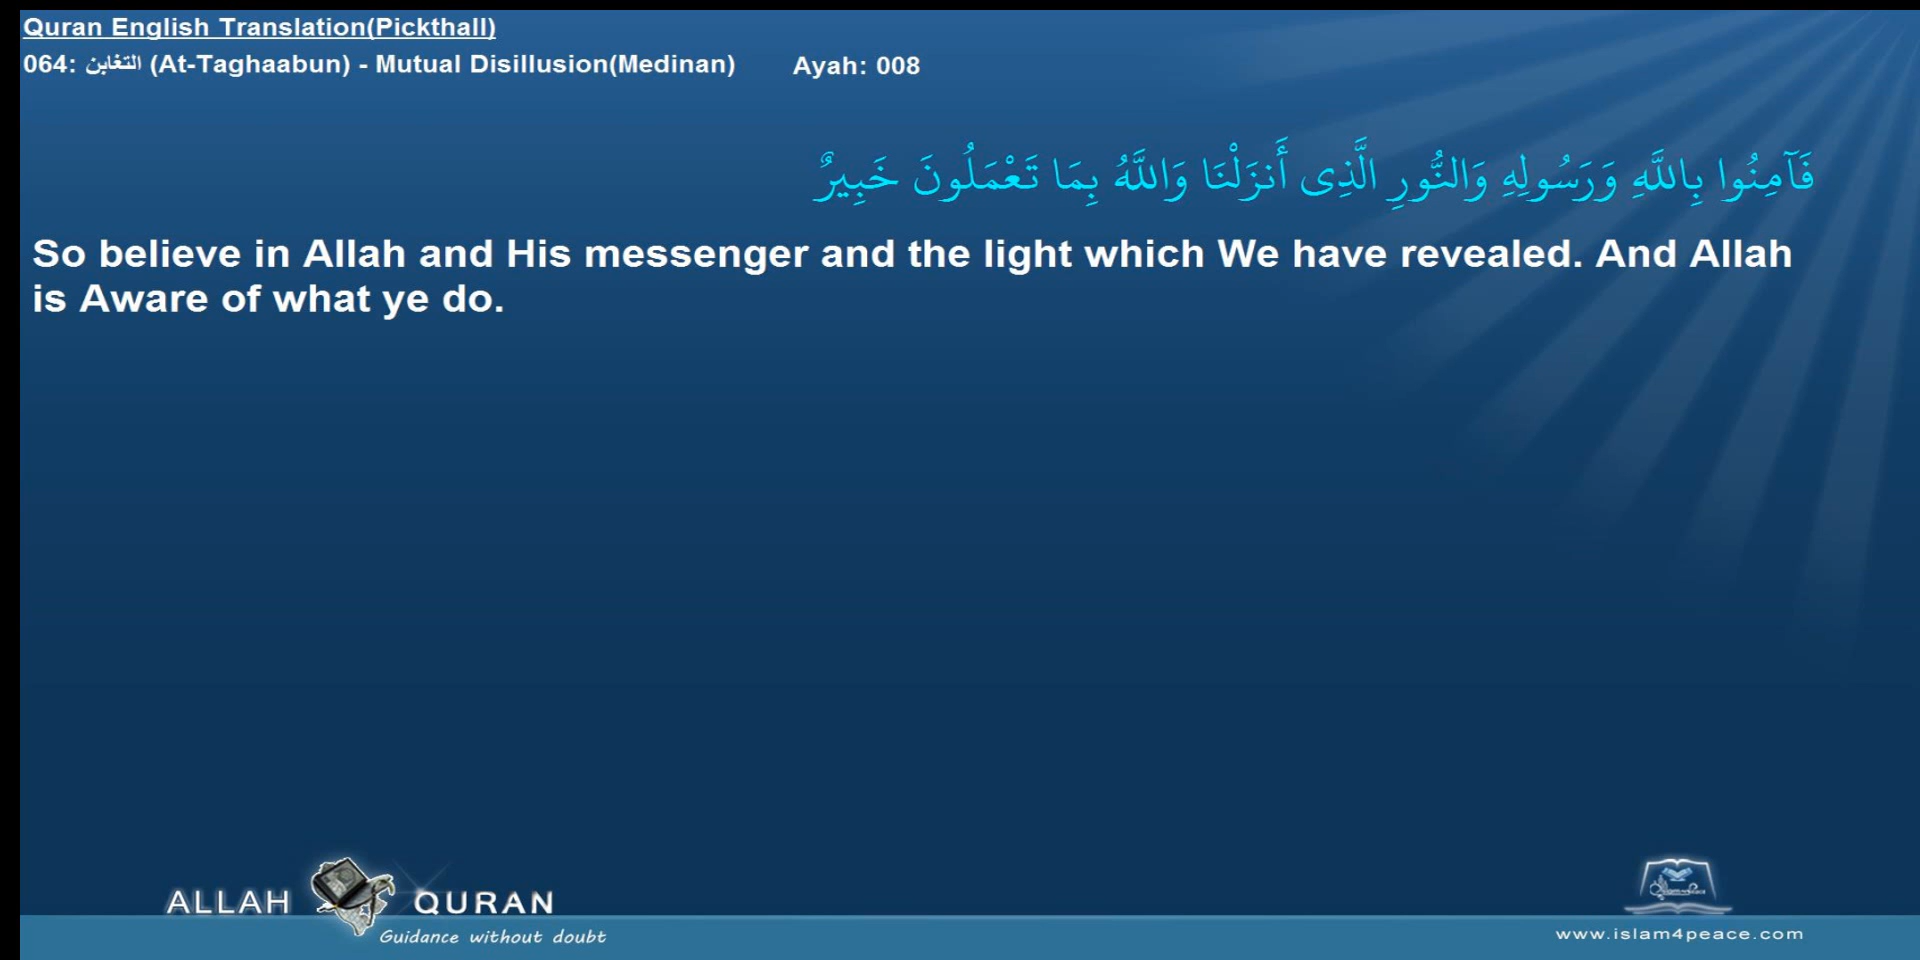 Quran English Translation(Pickthall)
064: التغابن (At-Taghaabun) - Mutual Disillusion(Medinan) Ayah: 008
فَآمِنُوا بِاللَّهِ وَرَسُولِهِ وَالنُّورِ الَّذِى أَنزَلْنَا وَاللَّهُ بِمَا تَعْمَلُونَ خَبِيرٌ
So believe in Allah and His messenger and the light which We have revealed. And Allah
is Aware of what ye do.
ALLAH QURAN
Guidance without doubt
www.islam4peace.com